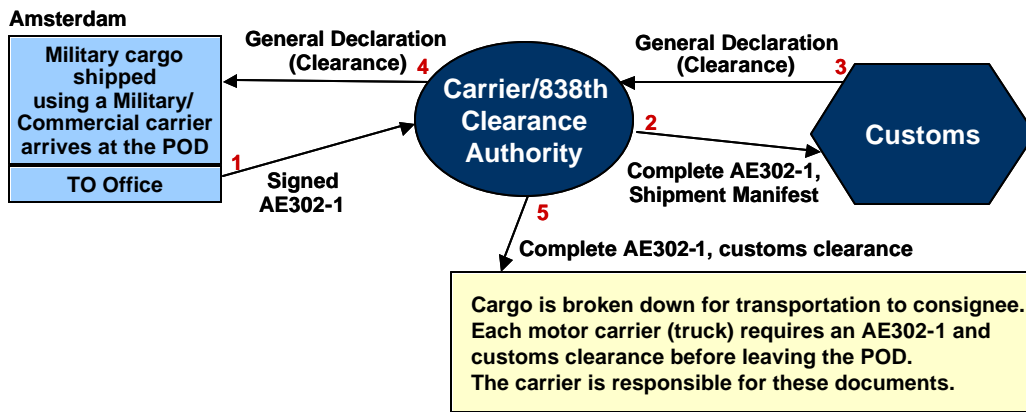 Amsterdam
Military cargo
shipped
using a Military/
Commercial carrier
arrives at the POD
TO Office
General Declaration
(Clearance)
4
1
Signed
AE302-1
Carrier/838th
Clearance
Authority
General Declaration
(Clearance)
3
2
Complete AE302-1,
Shipment Manifest
Customs
5
Complete AE302-1, customs clearance
Cargo is broken down for transportation to consignee.
Each motor carrier (truck) requires an AE302-1 and
customs clearance before leaving the POD.
The carrier is responsible for these documents.